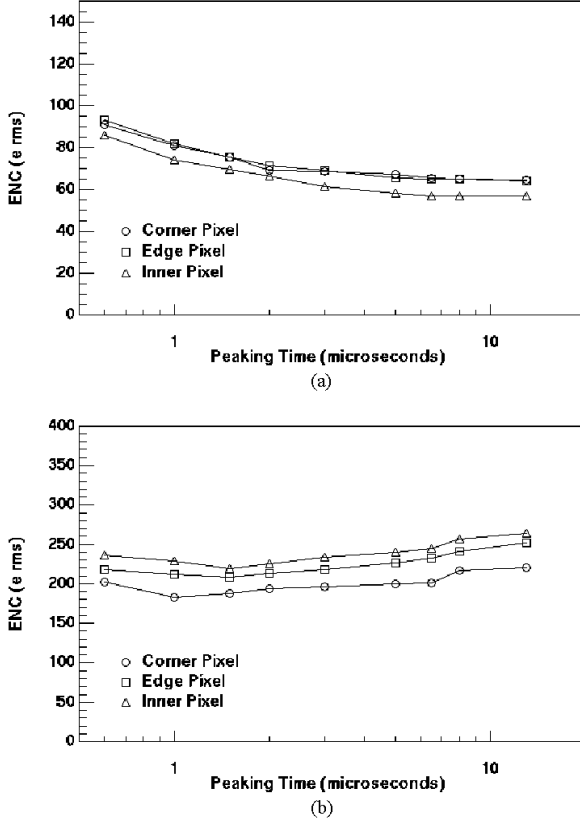 140
120
100
80
60
40
20
0
ENC (e rms)
Corner Pixel
Edge Pixel
Inner Pixel
1
10
Peaking Time (microseconds)
(a)
400
350
300
250
200
150
100
50
0
ENC (e rms)
Corner Pixel
Edge Pixel
Inner Pixel
1
10
Peaking Time (microseconds)
(b)